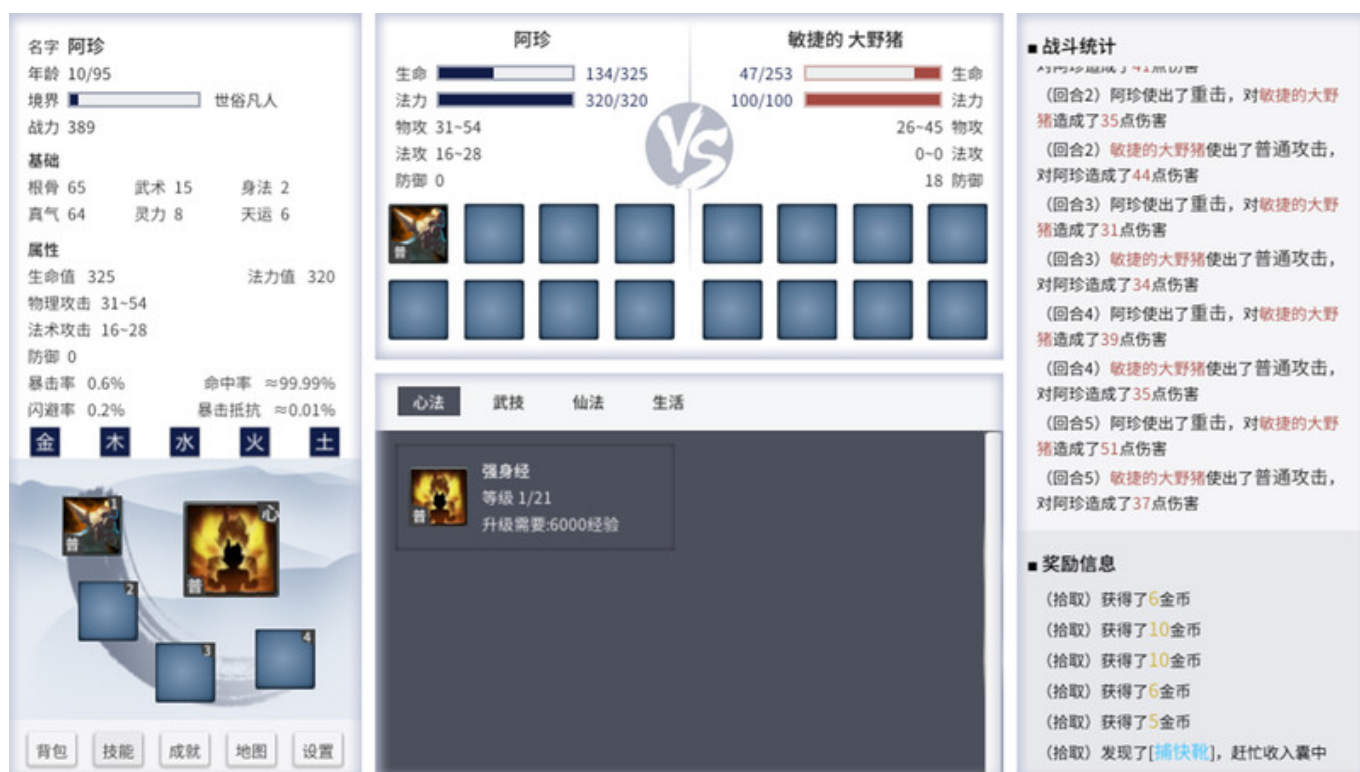 名字 阿珍
年龄 10/95
境界 世俗凡人
战力 389
基础
根骨 65 武术 15 身法 2
真气 64 灵力 8 天运 6
属性
生命值 325 法力值 320
物理攻击 31~54
法术攻击 16~28
防御 0
暴击率 0.6% 命中率 ≈99.99%
闪避率 0.2% 暴击抵抗 ≈0.01%
金 木 水 火 土
1
普
心
普
2
3
4
背包 技能 成就 地图 设置
阿珍
生命 134/325
法力 320/320
物攻 31~54
法攻 16~28
防御 0
普
VS
敏捷的 大野猪
47/253 生命
100/100 法力
26~45 物攻
0~0 法攻
18 防御
心法 武技 仙法 生活
强身经
等级 1/21
升级需要:6000经验
普
■ 战斗统计
对阿珍造成了41点伤害
（回合2）阿珍使出了重击，对敏捷的大野
猪造成了35点伤害
（回合2）敏捷的大野猪使出了普通攻击，
对阿珍造成了44点伤害
（回合3）阿珍使出了重击，对敏捷的大野
猪造成了31点伤害
（回合3）敏捷的大野猪使出了普通攻击，
对阿珍造成了34点伤害
（回合4）阿珍使出了重击，对敏捷的大野
猪造成了39点伤害
（回合4）敏捷的大野猪使出了普通攻击，
对阿珍造成了35点伤害
（回合5）阿珍使出了重击，对敏捷的大野
猪造成了51点伤害
（回合5）敏捷的大野猪使出了普通攻击，
对阿珍造成了37点伤害
■ 奖励信息
（拾取）获得了6金币
（拾取）获得了10金币
（拾取）获得了10金币
（拾取）获得了6金币
（拾取）获得了5金币
（拾取）发现了[捕快靴]，赶忙收入囊中